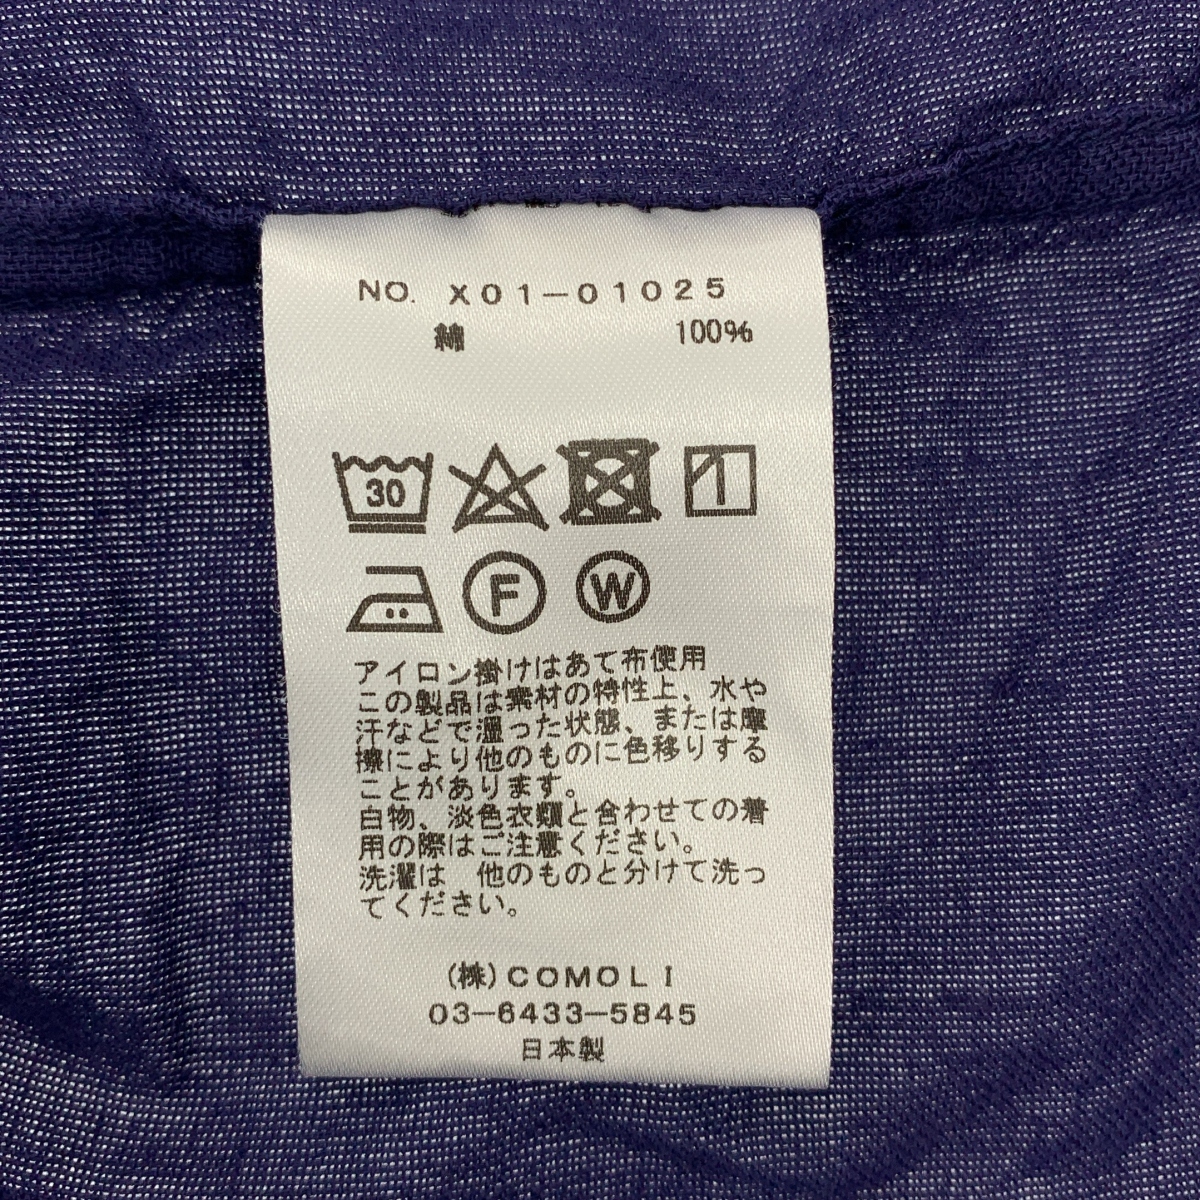 NO. X01-01025
綿 100%
30
F W
アイロン掛けはあて布使用
この製品は素材の特性上、水や
汗などで湿った状態、または摩
擦により他のものに色移りする
ことがあります。
白物、淡色衣類と合わせての着
用の際はご注意ください。
洗濯は 他のものと分けて洗っ
てください。
(株)COMOLI
03-6433-5845
日本製